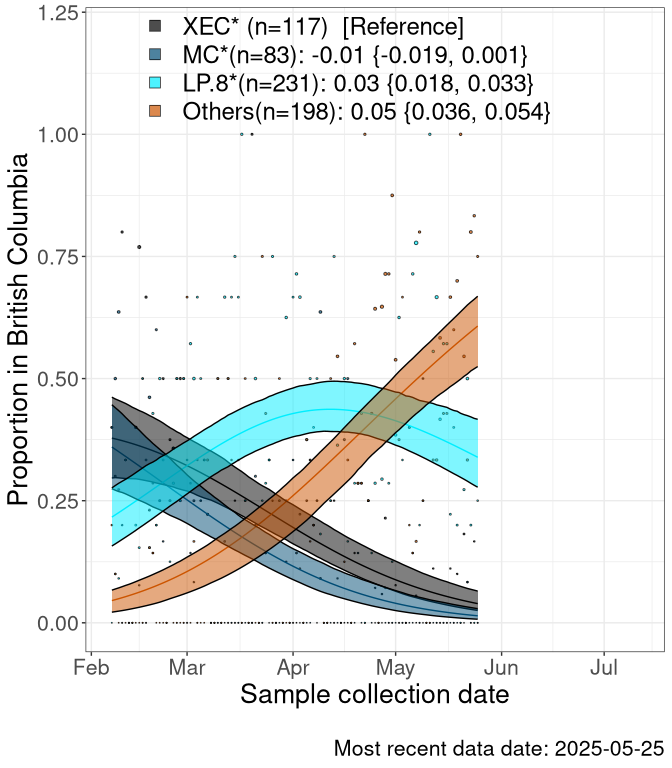 XEC* (n=117)  [Reference]
MC*(n=83): -0.01 {-0.019, 0.001}
LP.8*(n=231): 0.03 {0.018, 0.033}
Others(n=198): 0.05 {0.036, 0.054}
1.25
1.00
0.75
0.50
0.25
0.00
Proportion in British Columbia
Feb Mar Apr May Jun Jul
Sample collection date
Most recent data date: 2025-05-25